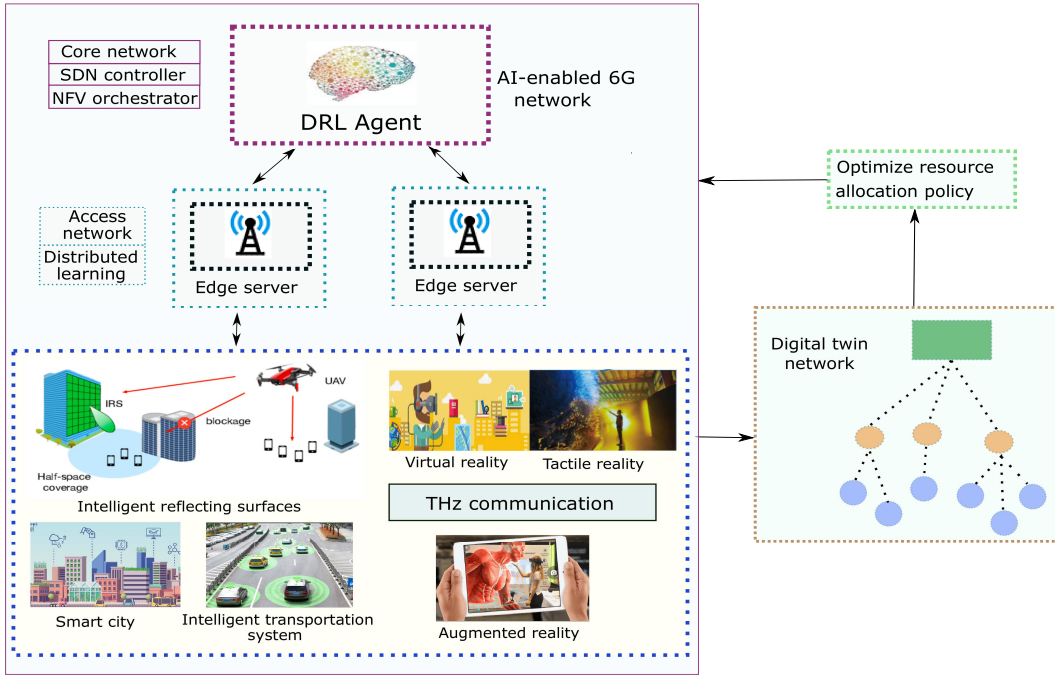 Core network
SDN controller
NFV orchestrator
DRL Agent
AI-enabled 6G
network
Access
network
Distributed
learning
Edge server
Edge server
Optimize resource
allocation policy
Digital twin
network
IRS
UAV
blockage
Half-space
coverage
Intelligent reflecting surfaces
Virtual reality
Tactile reality
THz communication
Smart city
Intelligent transportation
system
Augmented reality